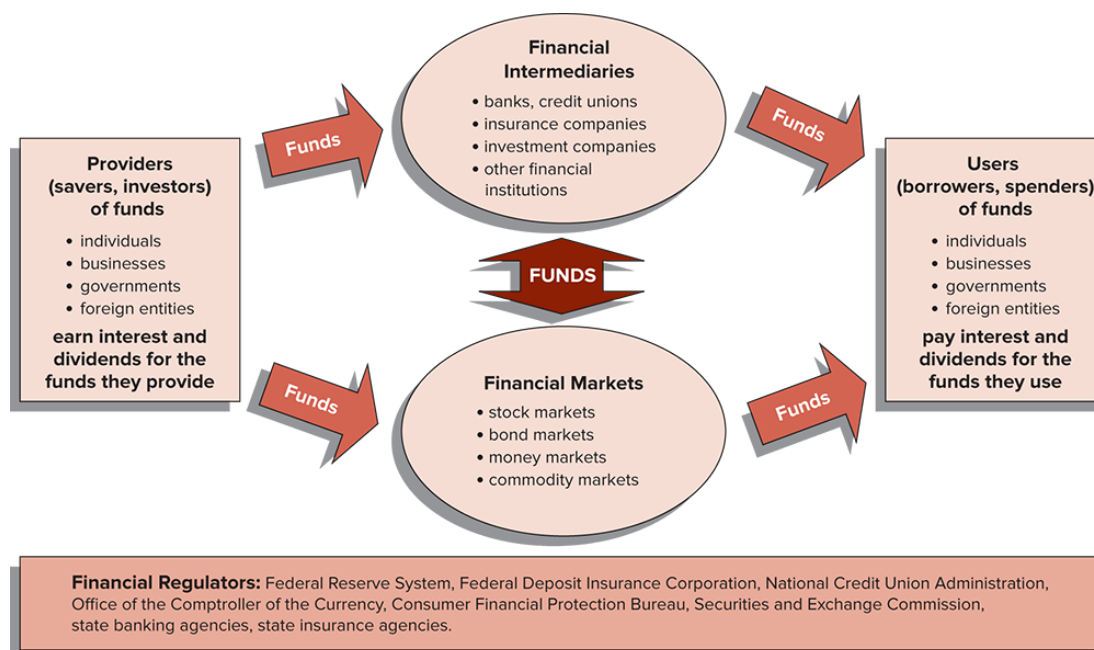 Financial
Intermediaries
• banks, credit unions
• insurance companies
• investment companies
• other financial
institutions
Funds
Funds
Providers
(savers, investors)
of funds
• individuals
• businesses
• governments
• foreign entities
earn interest and
dividends for the
funds they provide
Users
(borrowers, spenders)
of funds
• individuals
• businesses
• governments
• foreign entities
pay interest and
dividends for the
funds they use
FUNDS
Funds
Funds
Financial Markets
• stock markets
• bond markets
• money markets
• commodity markets
Financial Regulators: Federal Reserve System, Federal Deposit Insurance Corporation, National Credit Union Administration,
Office of the Comptroller of the Currency, Consumer Financial Protection Bureau, Securities and Exchange Commission,
state banking agencies, state insurance agencies.